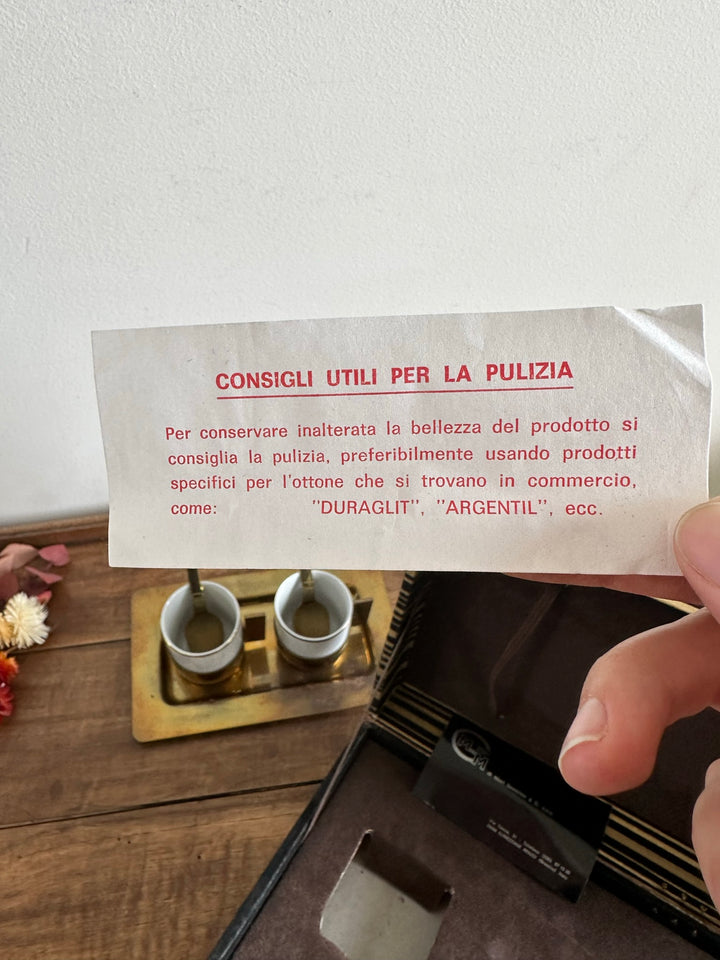 CONSIGLI UTILI PER LA PULIZIA
Per conservare inalterata la bellezza del prodotto si
consiglia la pulizia, preferibilmente usando prodotti
specifici per l'ottone che si trovano in commercio,
come: "DURAGLIT", "ARGENTIL", ecc.